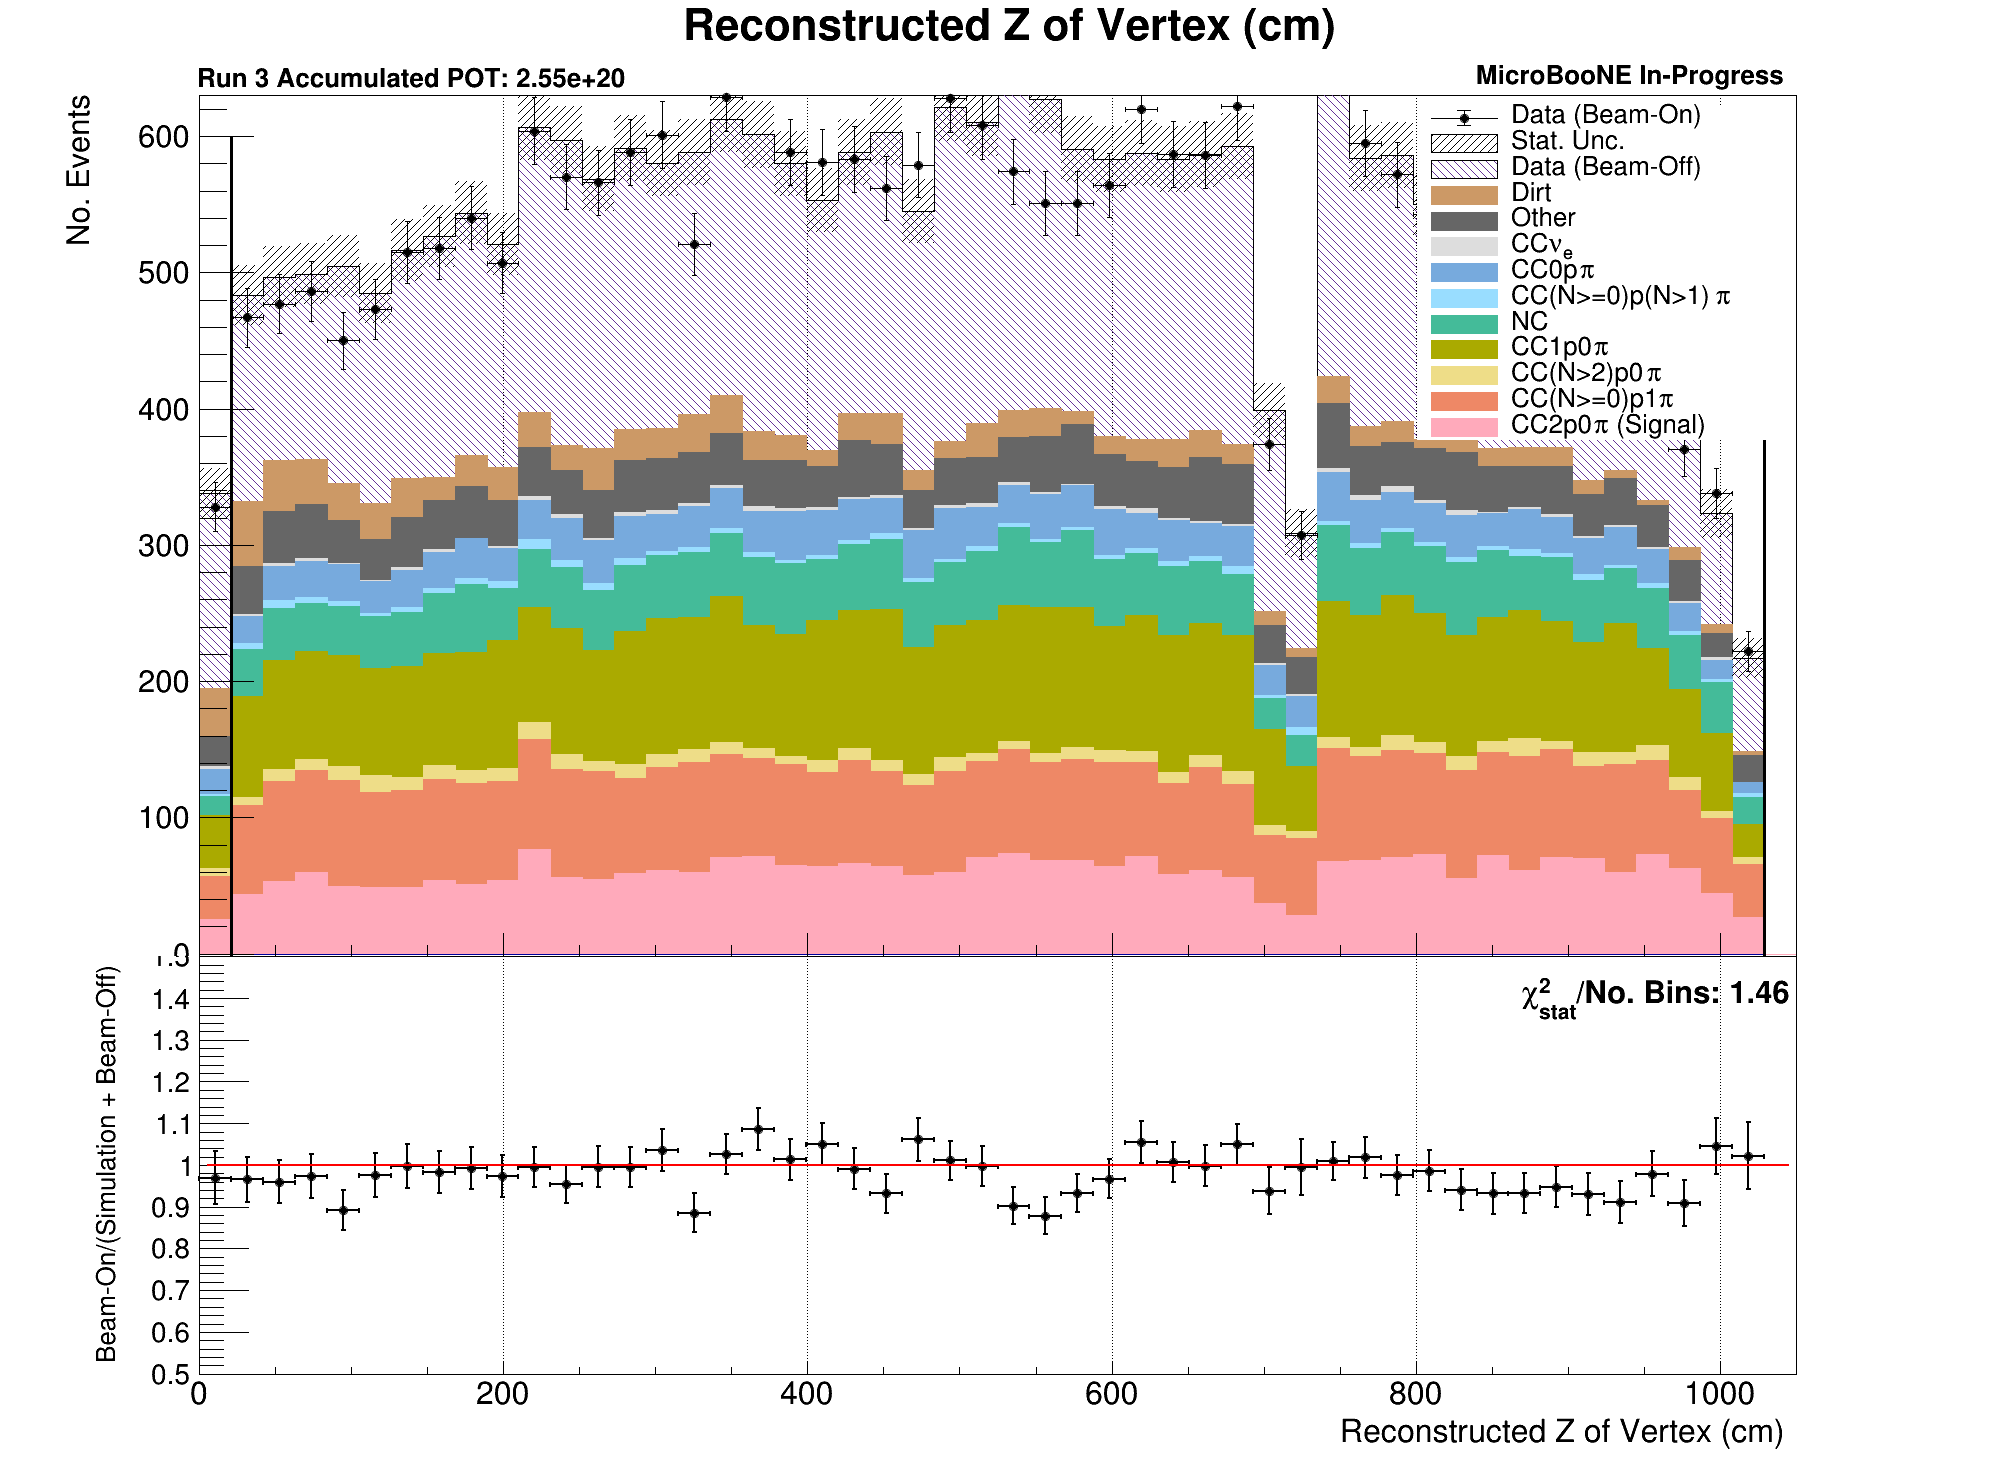 Reconstructed Z of Vertex (cm)
Run 3 Accumulated POT: 2.55e+20
MicroBooNE In-Progress
No. Events
600
500
400
300
200
100
0
Data (Beam-On)
Stat. Unc.
Data (Beam-Off)
Dirt
Other
CCνe
CC0pπ
CC(N>=0)p(N>1) π
NC
CC1p0π
CC(N>2)p0π
CC(N>=0)p1π
CC2p0π (Signal)
Beam-On/(Simulation + Beam-Off)
1.5
1.4
1.3
1.2
1.1
1
0.9
0.8
0.7
0.6
0.5
χ²stat/No. Bins: 1.46
0 200 400 600 800 1000
Reconstructed Z of Vertex (cm)